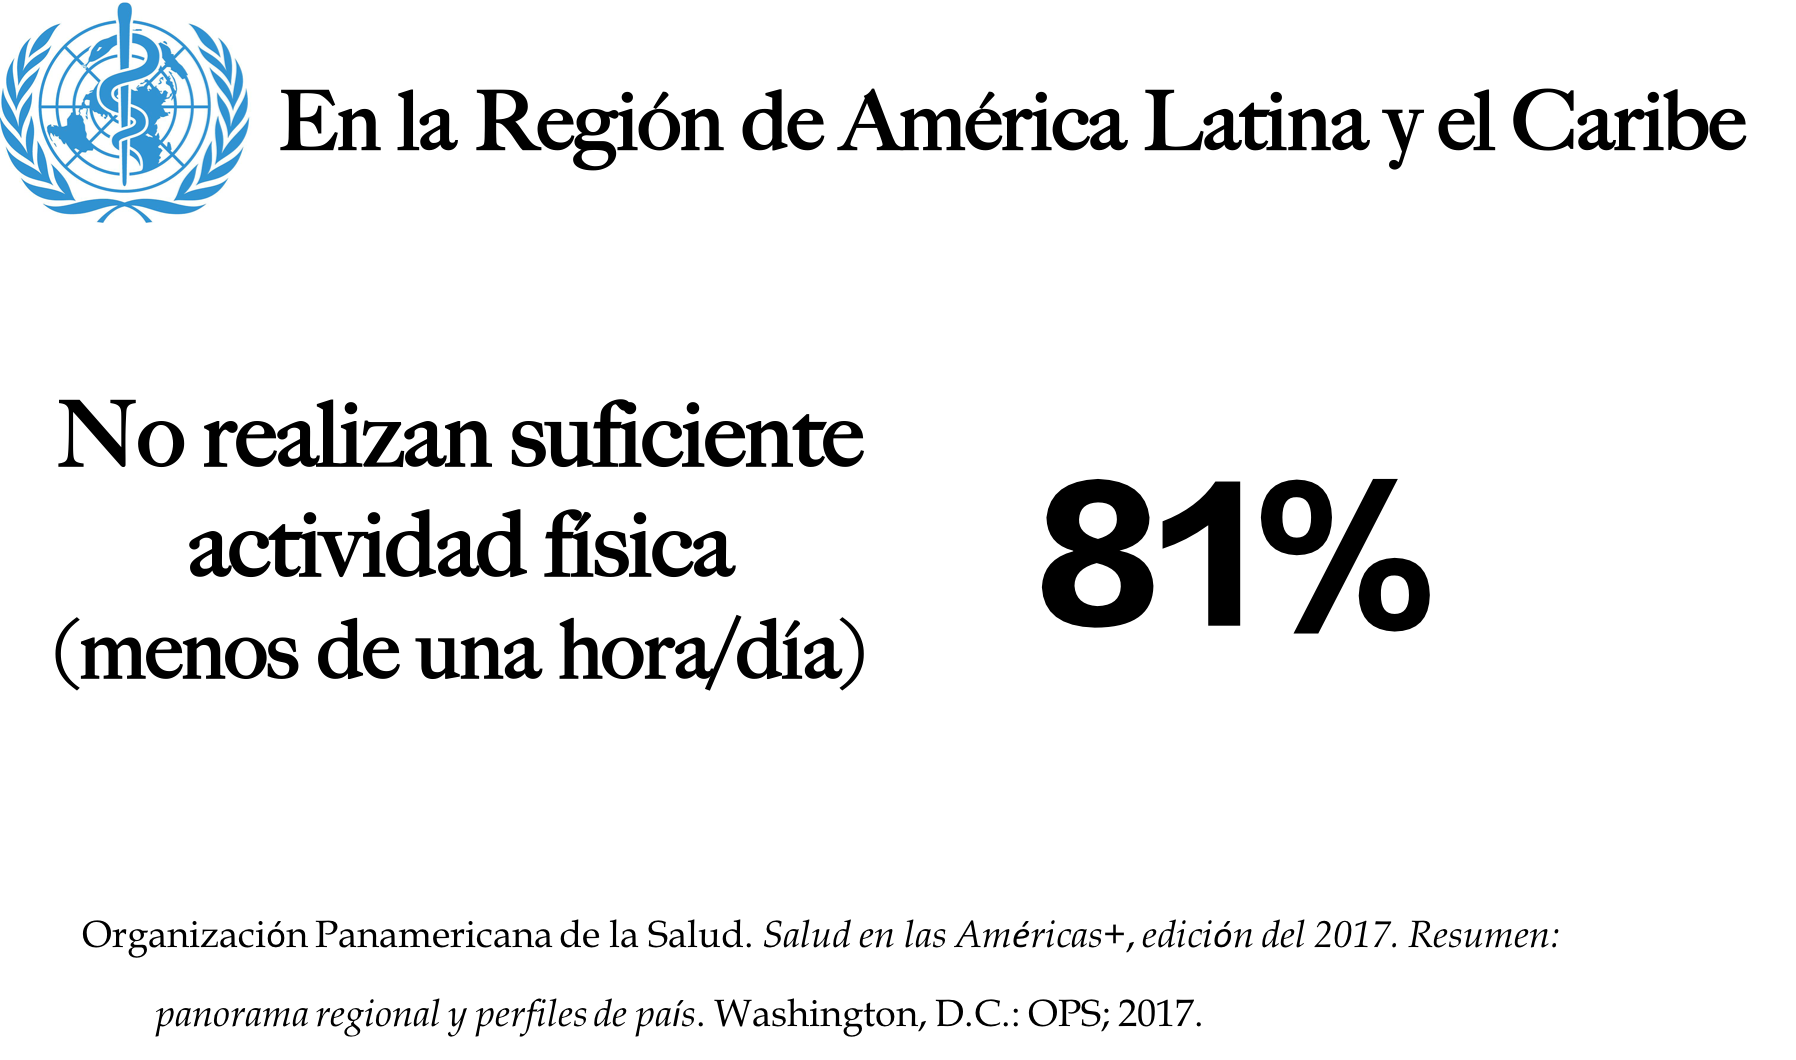 En la Región de América Latina y el Caribe
No realizan suficiente
actividad física
(menos de una hora/día)
81%
Organización Panamericana de la Salud. Salud en las Américas+, edición del 2017. Resumen:
panorama regional y perfiles de país. Washington, D.C.: OPS; 2017.